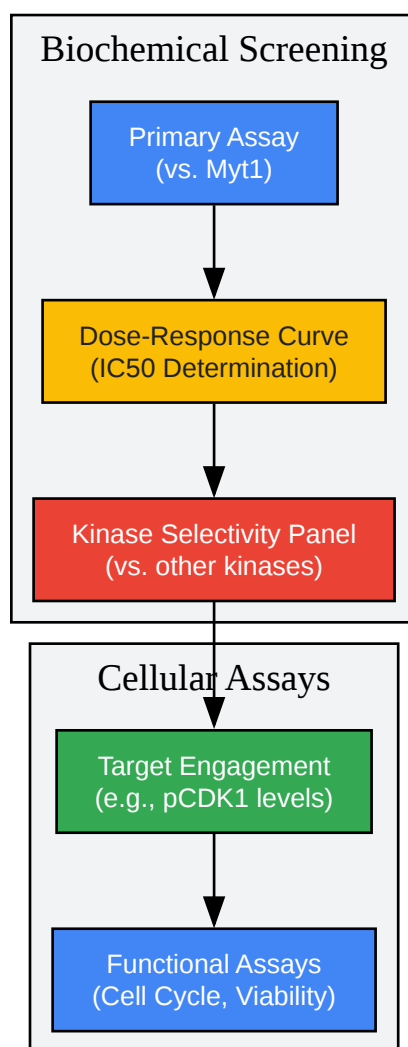 Biochemical Screening
Primary Assay
(vs. Myt1)
Dose-Response Curve
(IC50 Determination)
Kinase Selectivity Panel
(vs. other kinases)
Cellular Assays
Target Engagement
(e.g., pCDK1 levels)
Functional Assays
(Cell Cycle, Viability)